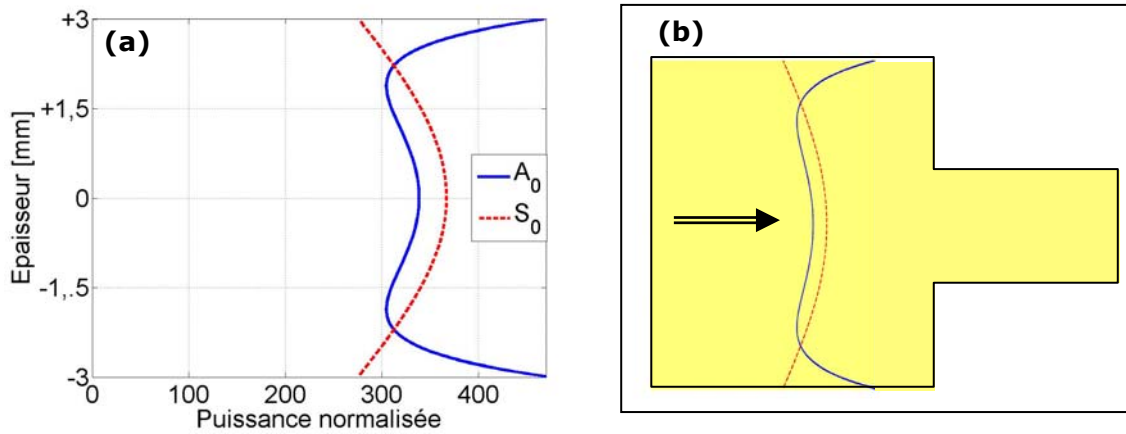 (a)
+3
+1,5
0
-1,.5
-3
Epaisseur [mm]
A0
S0
0 100 200 300 400
Puissance normalisée
(b)